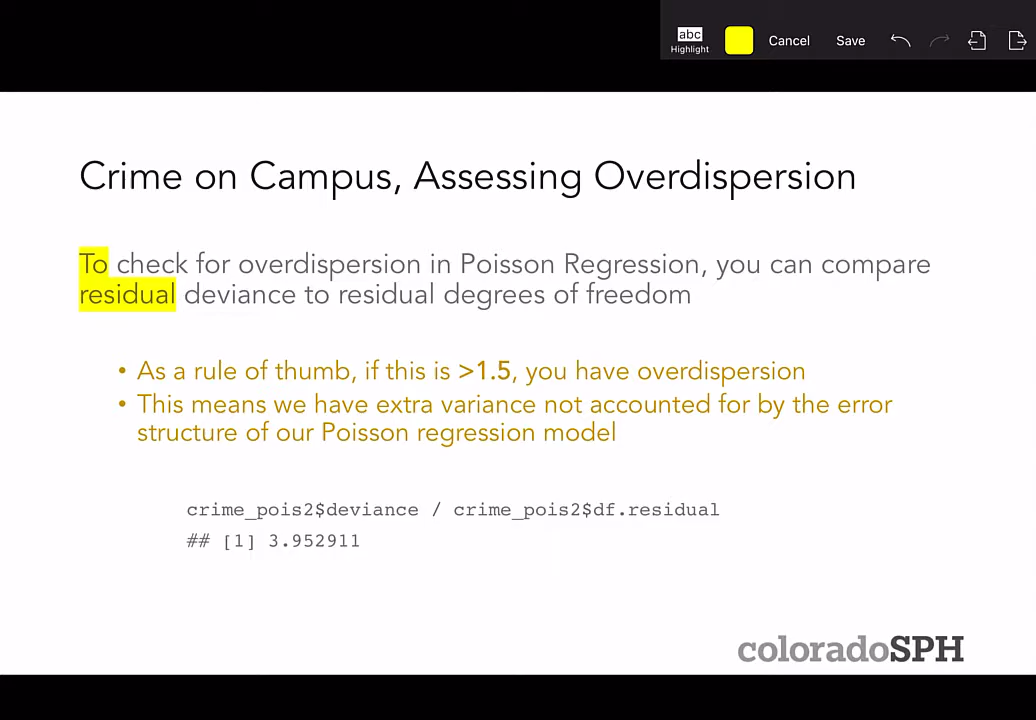 abc
Highlight
Cancel
Save
Crime on Campus, Assessing Overdispersion
To check for overdispersion in Poisson Regression, you can compare
residual deviance to residual degrees of freedom
• As a rule of thumb, if this is >1.5, you have overdispersion
• This means we have extra variance not accounted for by the error
structure of our Poisson regression model
crime_pois2$deviance / crime_pois2$df.residual
## [1] 3.952911
coloradoSPH